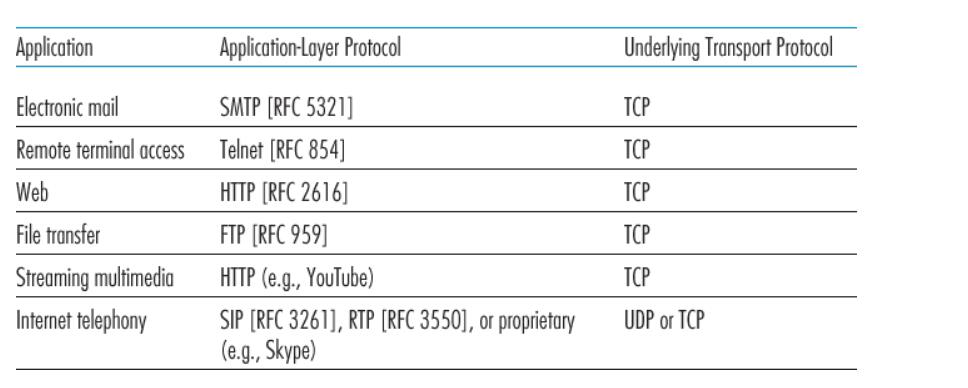 Application Application-Layer Protocol Underlying Transport Protocol
Electronic mail SMTP [RFC 5321] TCP
Remote terminal access Telnet [RFC 854] TCP
Web HTTP [RFC 2616] TCP
File transfer FTP [RFC 959] TCP
Streaming multimedia HTTP (e.g., YouTube) TCP
Internet telephony SIP [RFC 3261], RTP [RFC 3550], or proprietary UDP or TCP
(e.g., Skype)